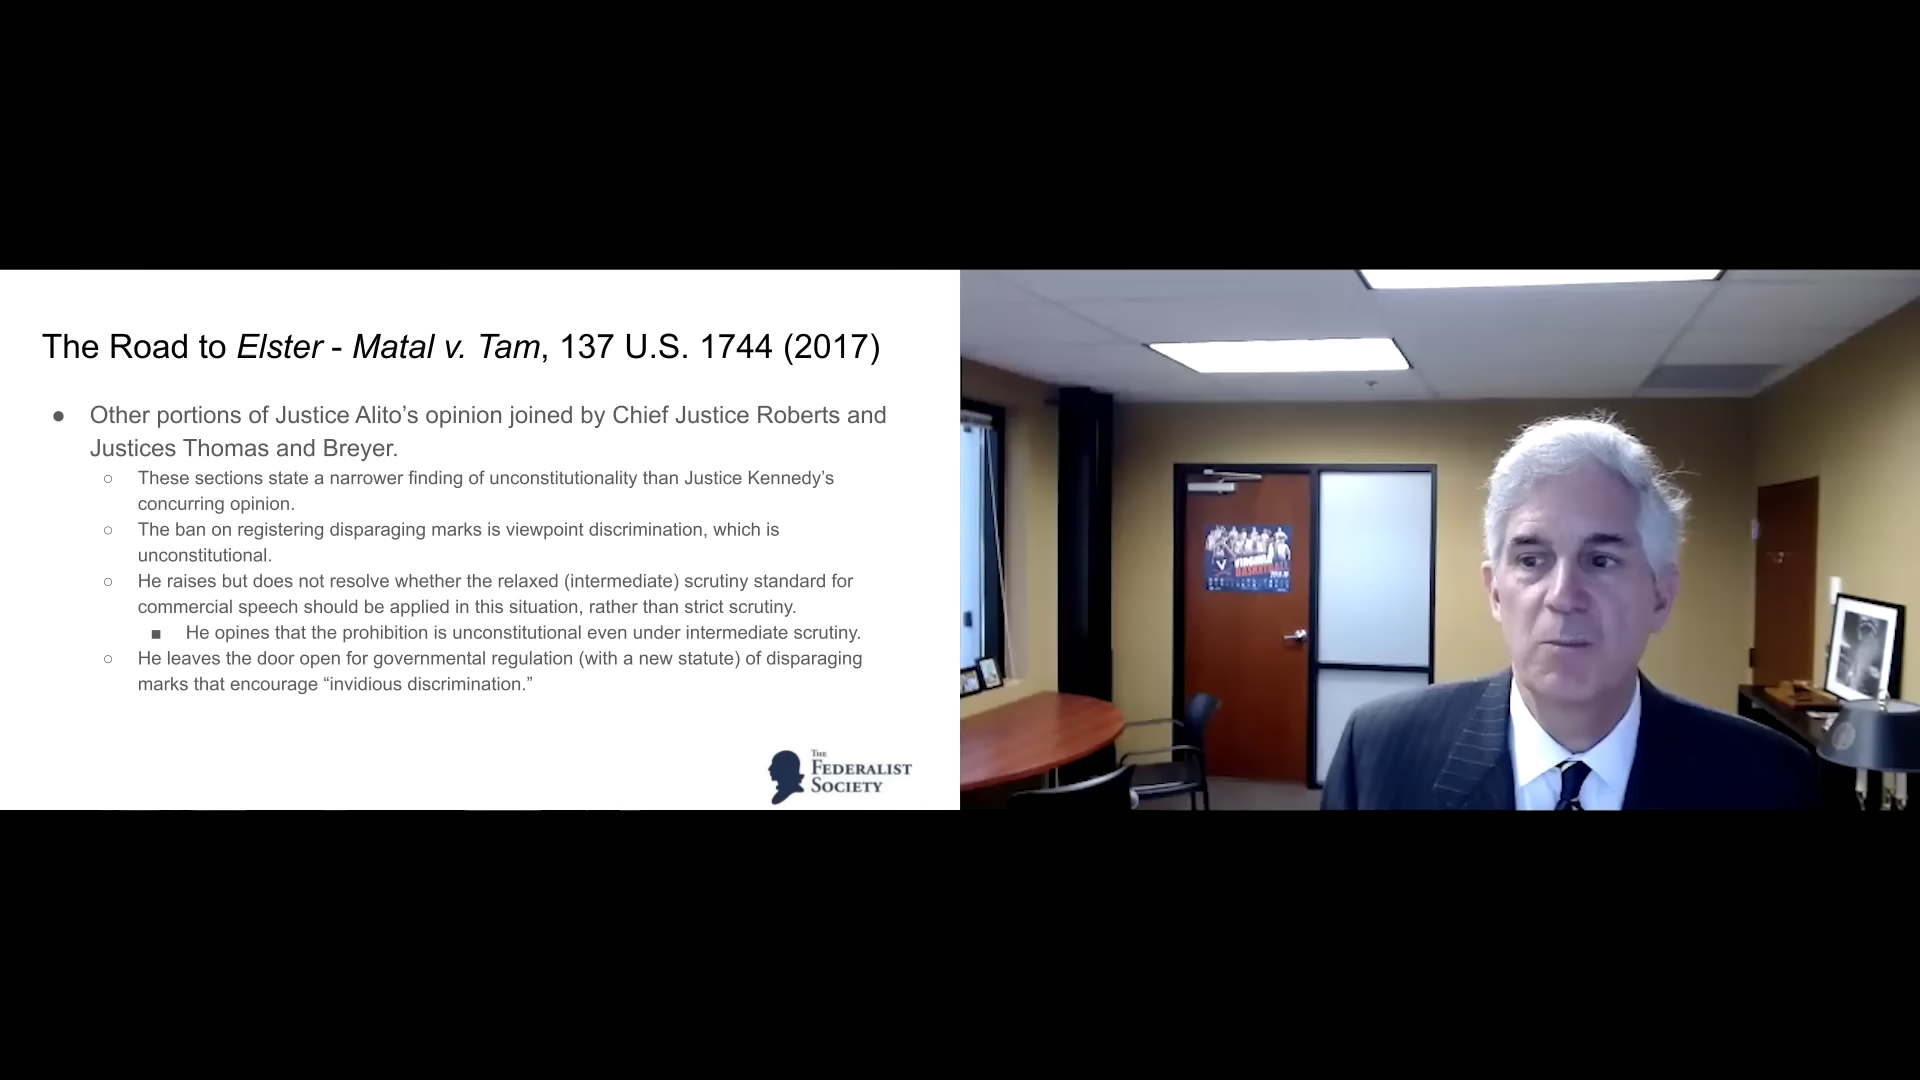 The Road to Elster - Matal v. Tam, 137 U.S. 1744 (2017)
● Other portions of Justice Alito’s opinion joined by Chief Justice Roberts and
Justices Thomas and Breyer.
○ These sections state a narrower finding of unconstitutionality than Justice Kennedy’s
concurring opinion.
○ The ban on registering disparaging marks is viewpoint discrimination, which is
unconstitutional.
○ He raises but does not resolve whether the relaxed (intermediate) scrutiny standard for
commercial speech should be applied in this situation, rather than strict scrutiny.
■ He opines that the prohibition is unconstitutional even under intermediate scrutiny.
○ He leaves the door open for governmental regulation (with a new statute) of disparaging
marks that encourage “invidious discrimination.”
THE
FEDERALIST
SOCIETY
VIRGINIA
BASKETBALL